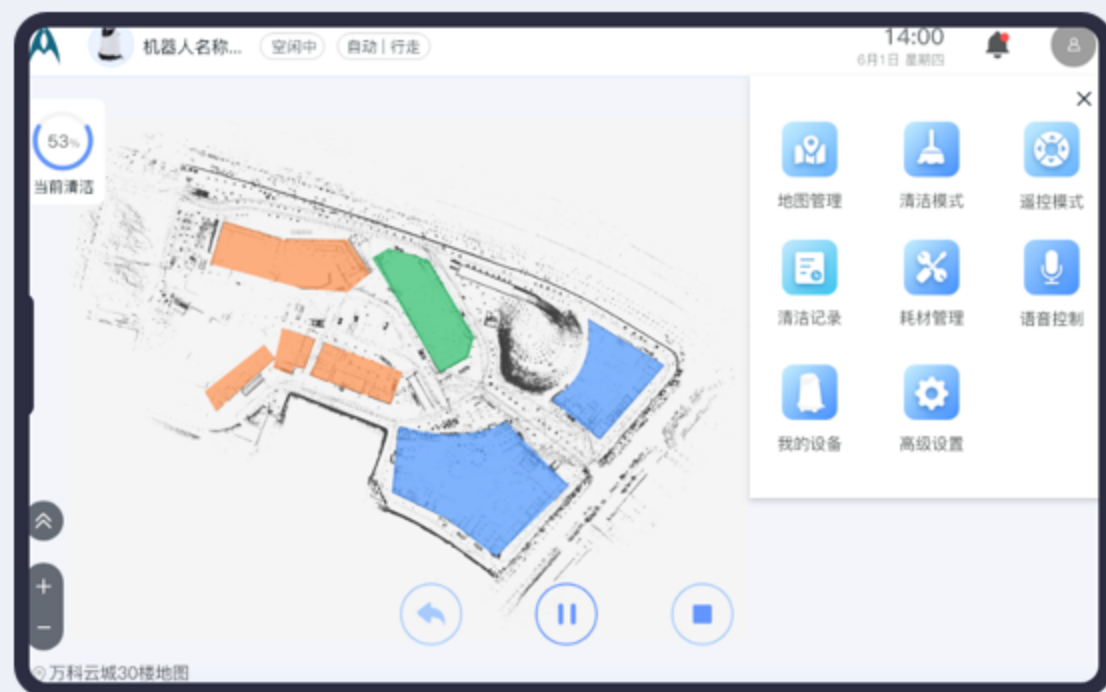 机器人名称...
空闲中
自动 | 行走
14:00
6月1日 星期四
53%
当前清洁
地图管理
清洁模式
遥控模式
清洁记录
耗材管理
语音控制
我的设备
高级设置
万科云城30楼地图